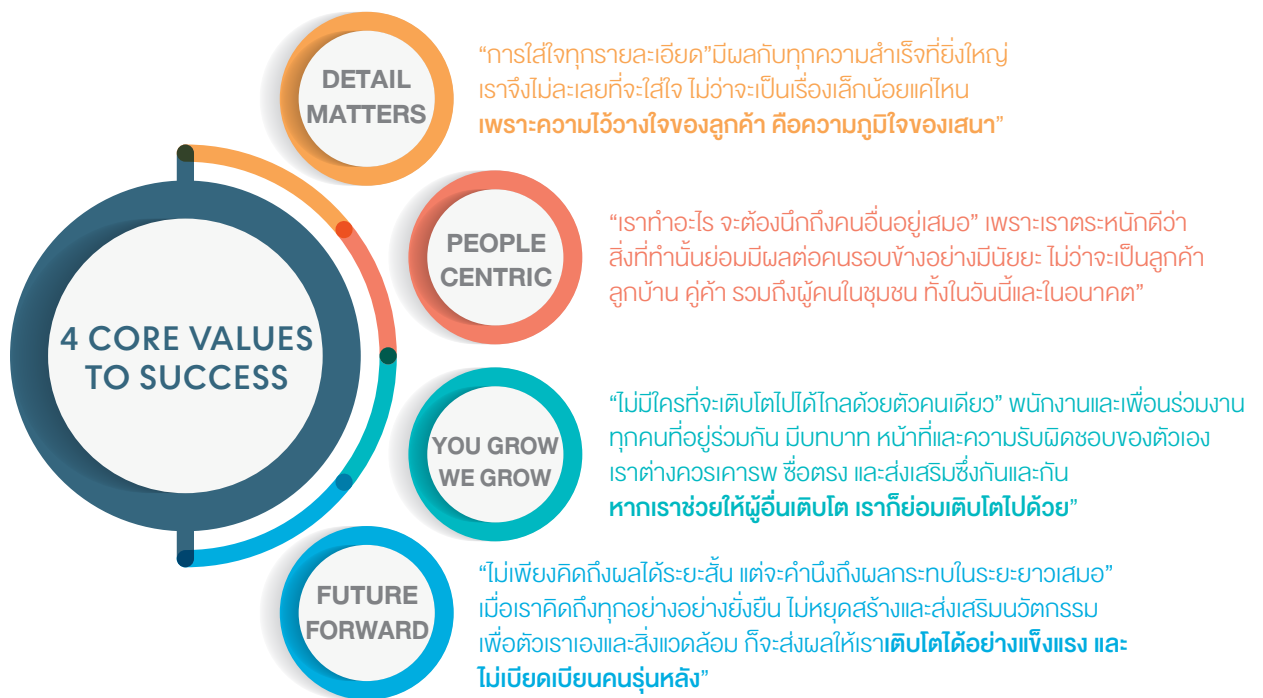 4 CORE VALUES
TO SUCCESS
DETAIL
MATTERS
“การใส่ใจทุกรายละเอียด”มีผลกับทุกความสำเร็จที่ยิ่งใหญ่
เราจึงไม่ละเลยที่จะใส่ใจ ไม่ว่าจะเป็นเรื่องเล็กน้อยแค่ไหน
เพราะความไว้วางใจของลูกค้า คือความภูมิใจของเสนา”
PEOPLE
CENTRIC
“เราทำอะไร จะต้องนึกถึงคนอื่นอยู่เสมอ” เพราะเราตระหนักดีว่า
สิ่งที่ทำนั้นย่อมมีผลต่อคนรอบข้างอย่างมีนัยยะ ไม่ว่าจะเป็นลูกค้า
ลูกบ้าน คู่ค้า รวมถึงผู้คนในชุมชน ทั้งในวันนี้และในอนาคต”
YOU GROW
WE GROW
“ไม่มีใครที่จะเติบโตไปได้ไกลด้วยตัวคนเดียว” พนักงานและเพื่อนร่วมงาน
ทุกคนที่อยู่ร่วมกัน มีบทบาท หน้าที่และความรับผิดชอบของตัวเอง
เราต่างควรเคารพ ซื่อตรง และส่งเสริมซึ่งกันและกัน
หากเราช่วยให้ผู้อื่นเติบโต เราก็ย่อมเติบโตไปด้วย”
FUTURE
FORWARD
“ไม่เพียงคิดถึงผลได้ระยะสั้น แต่จะคำนึงถึงผลกระทบในระยะยาวเสมอ”
เมื่อเราคิดถึงทุกอย่างอย่างยั่งยืน ไม่หยุดสร้างและส่งเสริมนวัตกรรม
เพื่อตัวเราเองและสิ่งแวดล้อม ก็จะส่งผลให้เราเติบโตได้อย่างแข็งแรง และ
ไม่เบียดเบียนคนรุ่นหลัง”